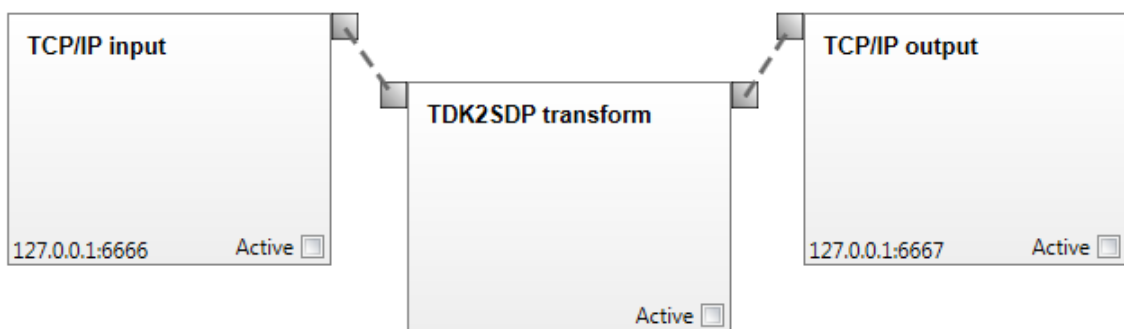 TCP/IP input
127.0.0.1:6666 Active
TDK2SDP transform
Active
TCP/IP output
127.0.0.1:6667 Active